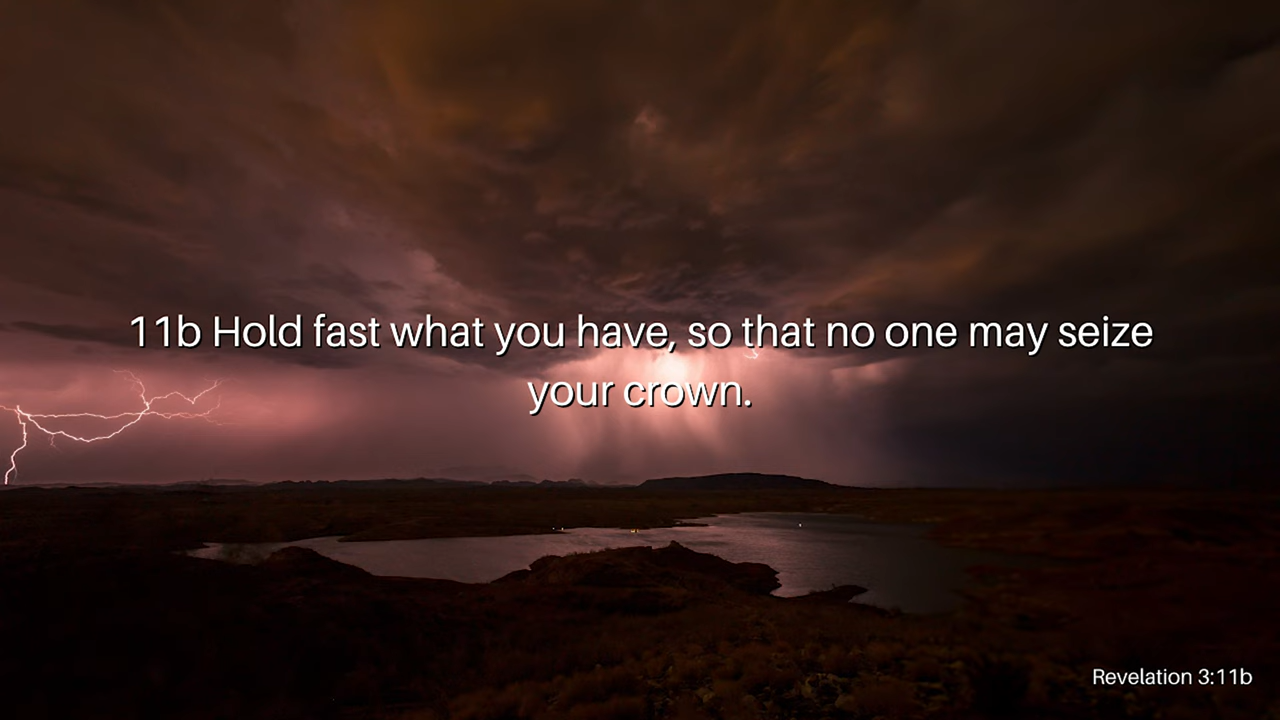 11b Hold fast what you have, so that no one may seize
your crown.
Revelation 3:11b